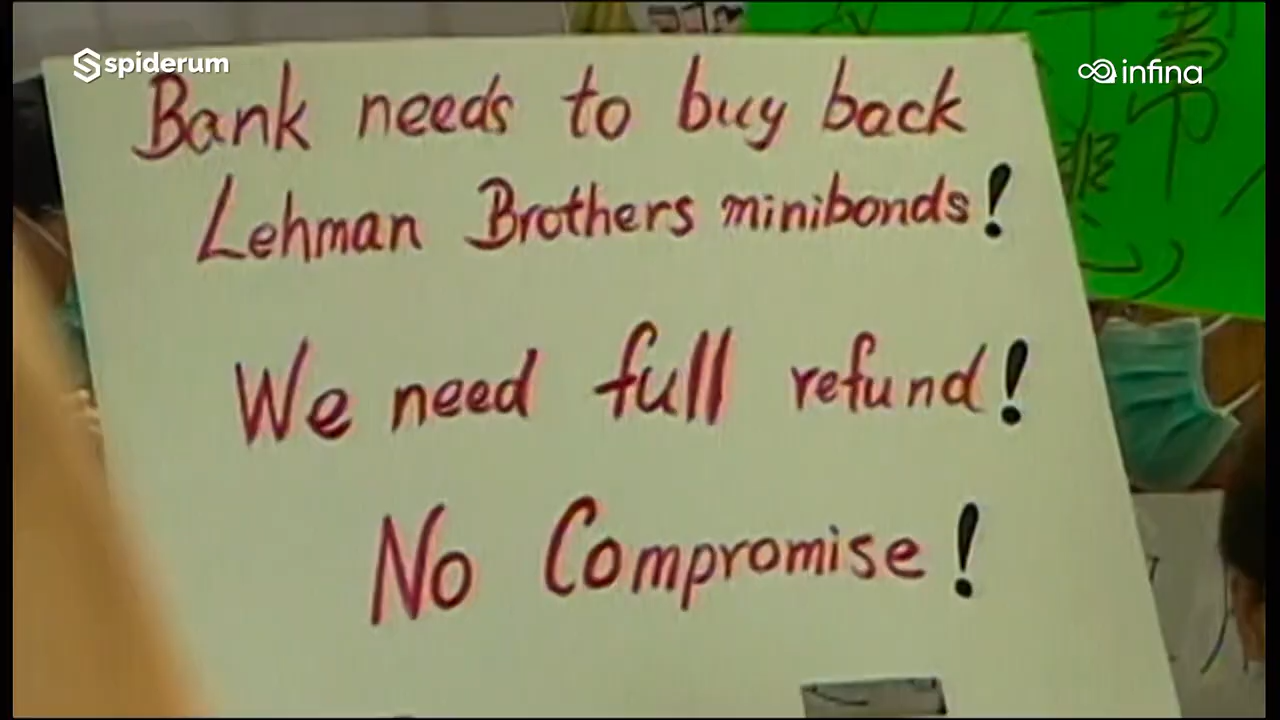 spiderum
infina
Bank needs to buy back
Lehman Brothers minibonds!
We need full refund!
No Compromise!